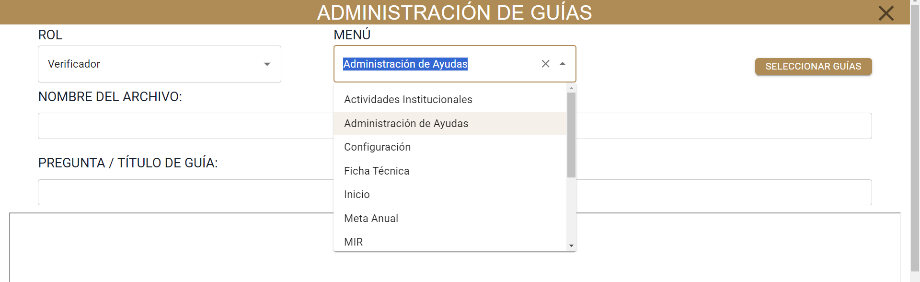 ADMINISTRACIÓN DE GUÍAS
ROL
MENÚ
Verificador
Administración de Ayudas
SELECCIONAR GUÍAS
Actividades Institucionales
Administración de Ayudas
Configuración
Ficha Técnica
Inicio
Meta Anual
MIR
NOMBRE DEL ARCHIVO:
PREGUNTA / TÍTULO DE GUÍA: